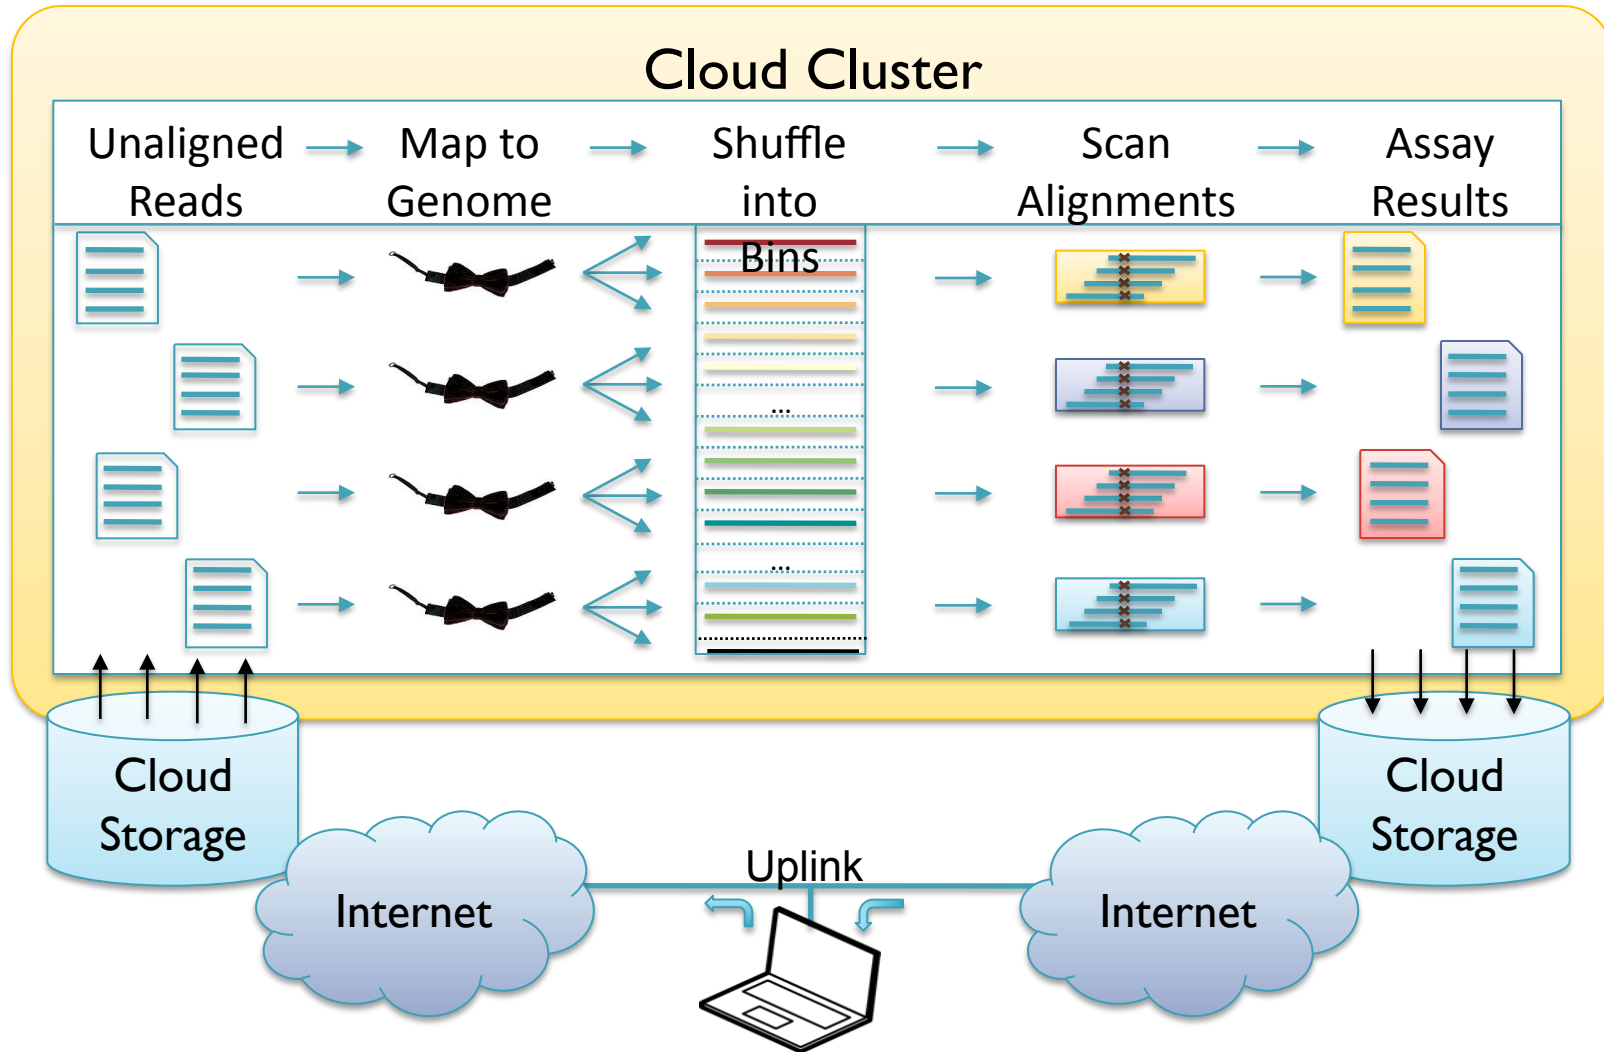 Cloud Cluster
Unaligned
Reads
Map to
Genome
Shuffle
into
Bins
Scan
Alignments
Assay
Results
...
...
Cloud
Storage
Cloud
Storage
Uplink
Internet
Internet